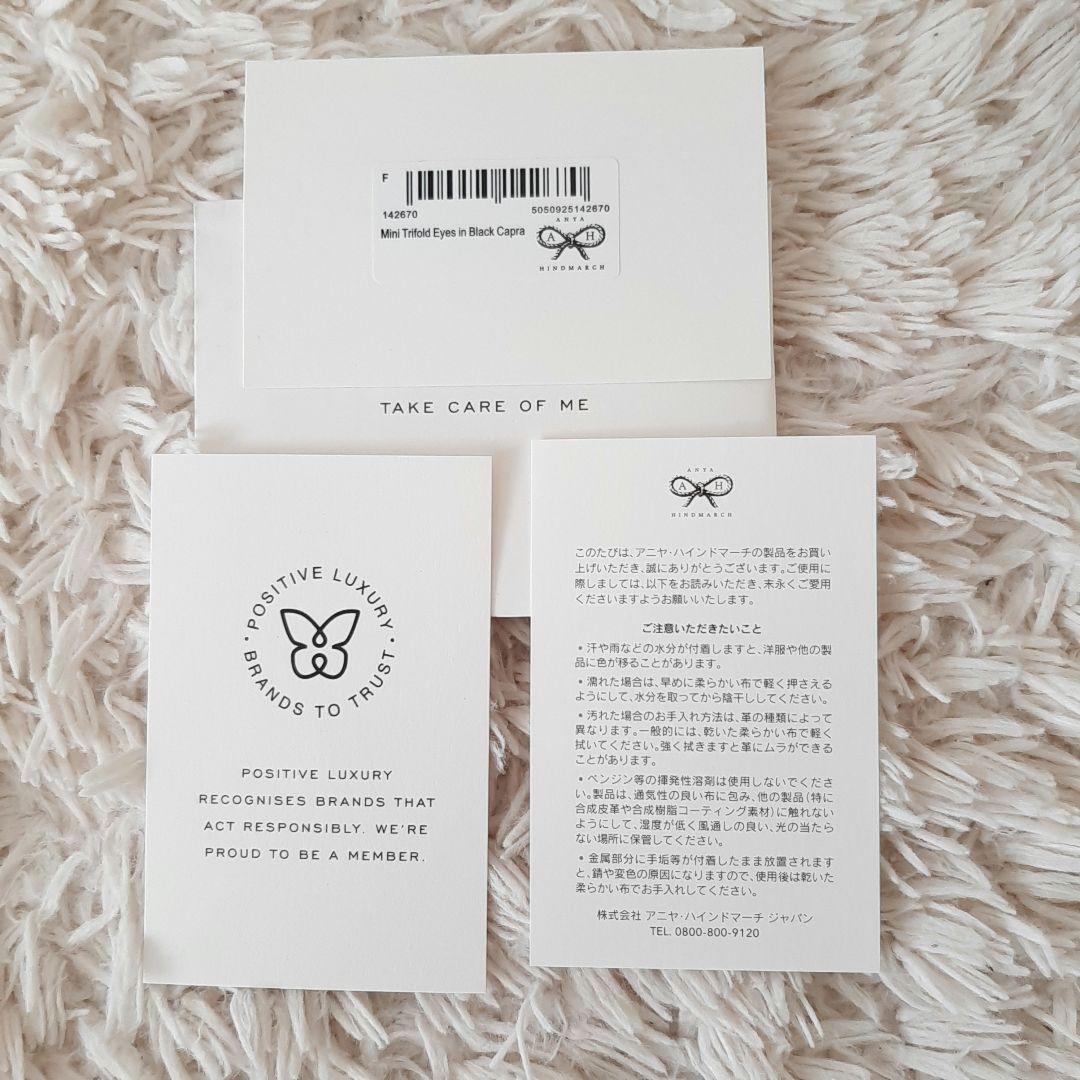 F
142670
5050925142670
Mini Trifold Eyes in Black Capra
ANYA
A H
HINDMARCH
TAKE CARE OF ME
· POSITIVE LUXURY ·
BRANDS TO TRUST
POSITIVE LUXURY
RECOGNISES BRANDS THAT
ACT RESPONSIBLY. WE'RE
PROUD TO BE A MEMBER.
ANYA
A H
HINDMARCH
このたびは、アニヤ・ハインドマーチの製品をお買い
上げいただき、誠にありがとうございます。ご使用に
際しましては、以下をお読みいただき、末永くご愛用
くださいますようお願いいたします。
ご注意いただきたいこと
• 汗や雨などの水分が付着しますと、洋服や他の製
品に色が移ることがあります。
• 濡れた場合は、早めに柔らかい布で軽く押さえる
ようにして、水分を取ってから陰干ししてください。
• 汚れた場合のお手入れ方法は、革の種類によって
異なります。一般的には、乾いた柔らかい布で軽く
拭いてください。強く拭きますと革にムラができる
ことがあります。
• ベンジン等の揮発性溶剤は使用しないでくださ
い。製品は、通気性の良い布に包み、他の製品（特に
合成皮革や合成樹脂コーティング素材）に触れない
ようにして、湿度が低く風通しの良い、光の当たら
ない場所に保管してください。
• 金属部分に手垢等が付着したまま放置されます
と、錆や変色の原因になりますので、使用後は乾いた
柔らかい布でお手入れしてください。
株式会社 アニヤ・ハインドマーチ ジャパン
TEL. 0800-800-9120